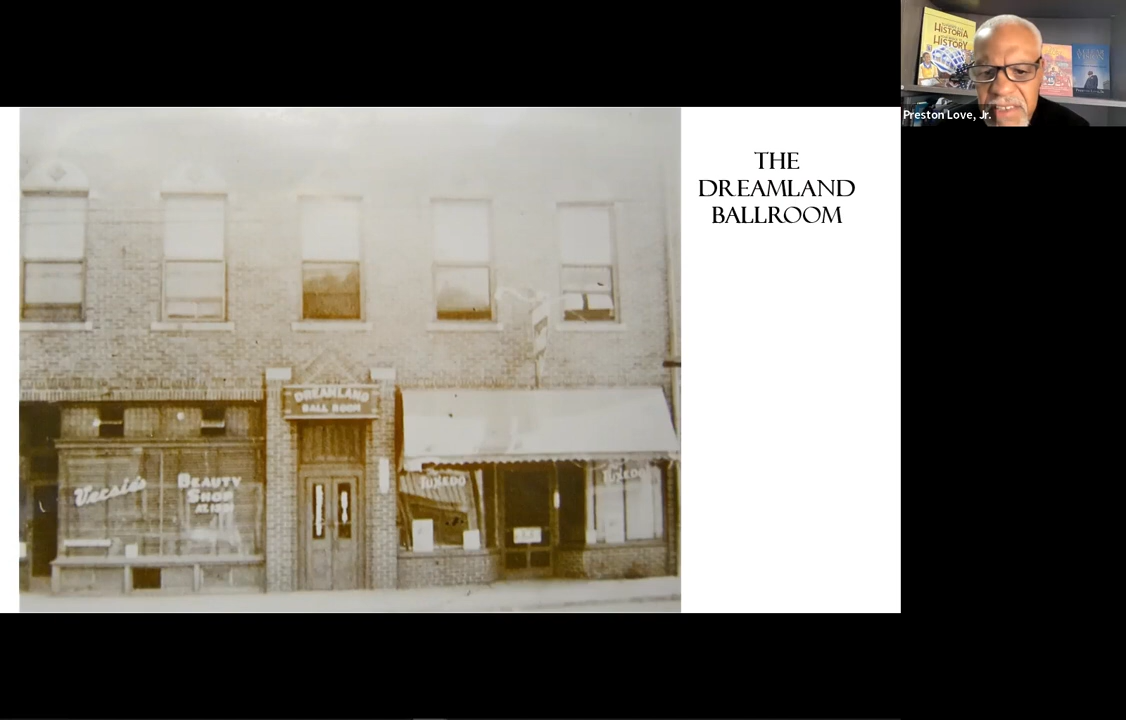 THE
DREAMLAND
BALLROOM
DREAMLAND
BALL ROOM
BEAUTY
SHOP
TUXEDO
TUXEDO
HISTORIA
HISTORY
Preston Love, Jr.